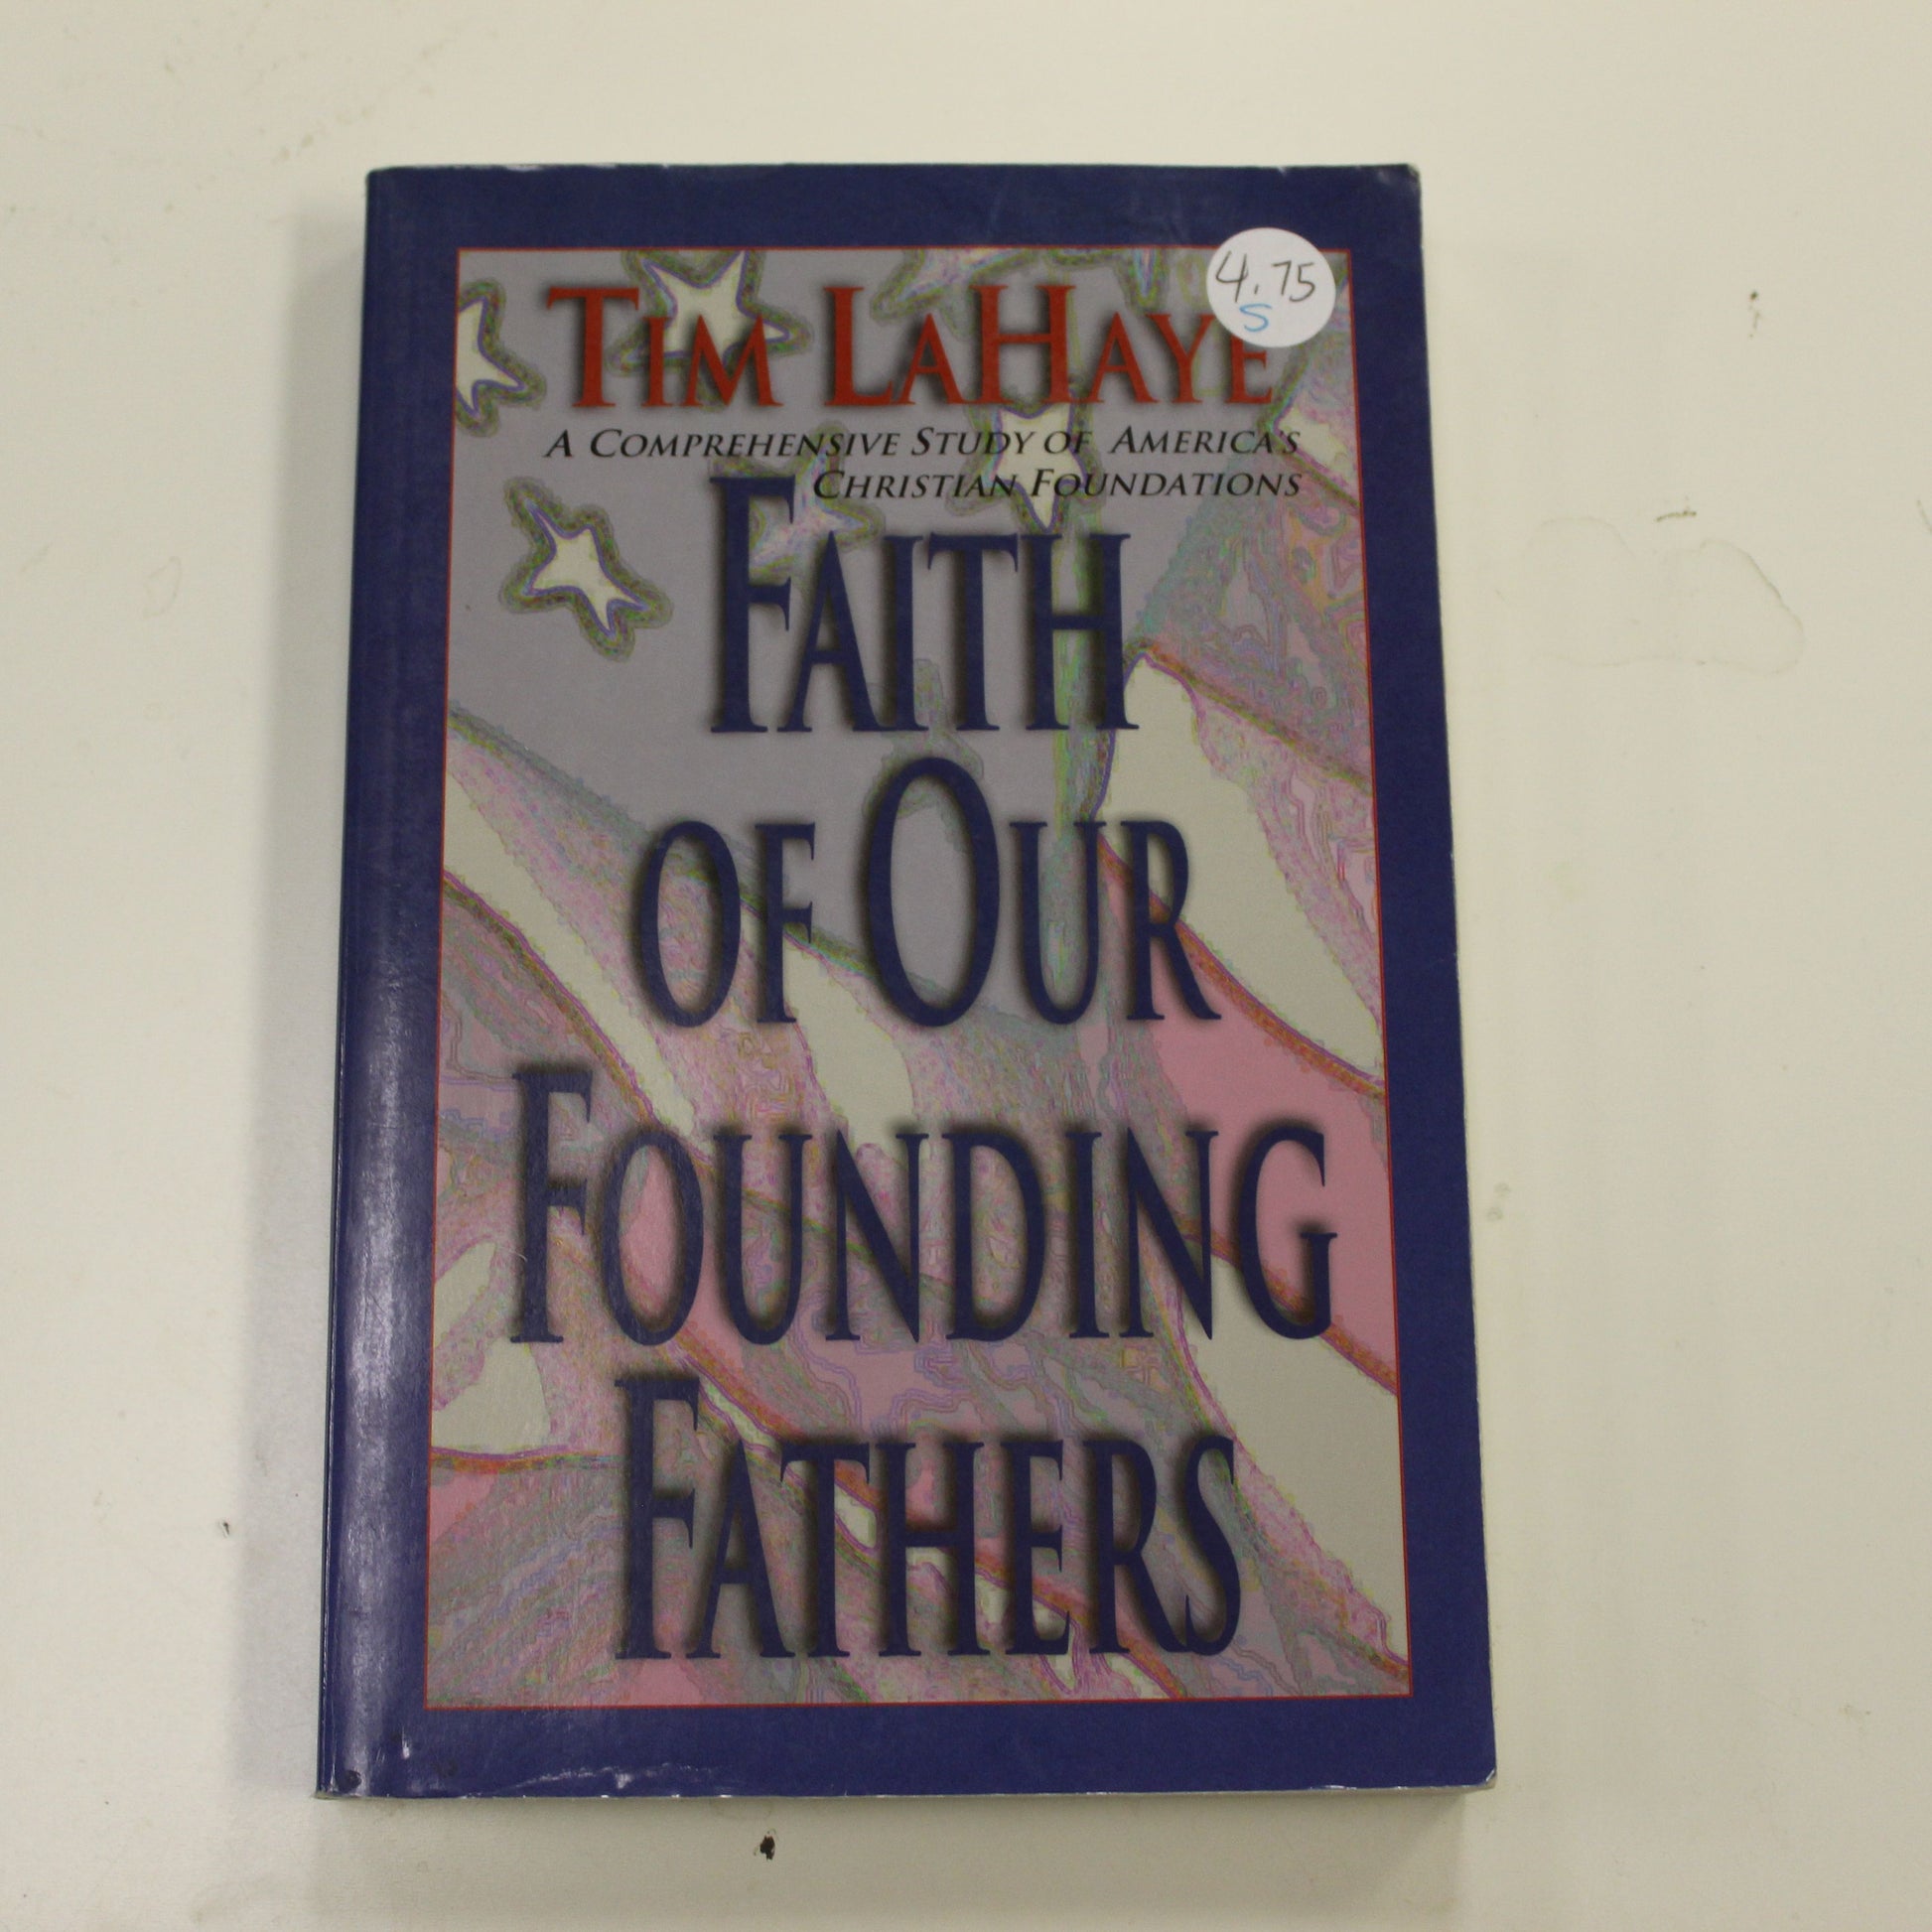 4.75
S
TIM LAHAYE
A COMPREHENSIVE STUDY OF AMERICA'S
CHRISTIAN FOUNDATIONS
FAITH
OF OUR
FOUNDING
FATHERS